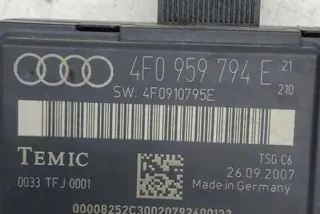 4F0 959 794 E 21
210
SW: 4F0910795E
TEMIC
TSG C6
0033 TFJ 0001
26.09.2007
Made in Germany